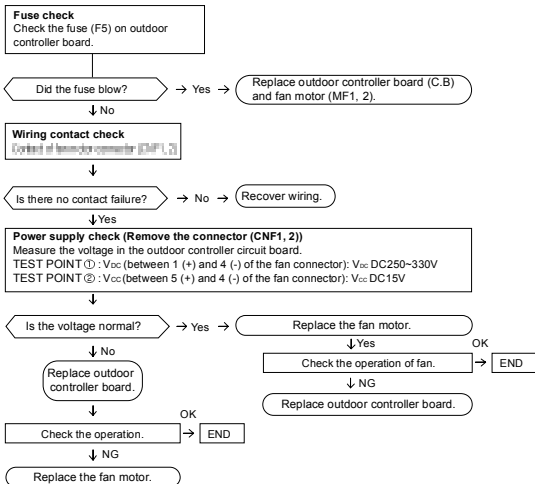 Fuse check
Check the fuse (F5) on outdoor
controller board.
Did the fuse blow?
Yes
Replace outdoor controller board (C.B)
and fan motor (MF1, 2).
No
Wiring contact check
Is there no contact failure?
No
Recover wiring.
Yes
Power supply check (Remove the connector (CNF1, 2))
Measure the voltage in the outdoor controller circuit board.
TEST POINT ① : VDC (between 1 (+) and 4 (-) of the fan connector): VDC DC250~330V
TEST POINT ② : VCC (between 5 (+) and 4 (-) of the fan connector): VCC DC15V
Is the voltage normal?
Yes
Replace the fan motor.
Yes
OK
Check the operation of fan.
END
NG
Replace outdoor controller board.
No
Replace outdoor
controller board.
OK
Check the operation.
END
NG
Replace the fan motor.